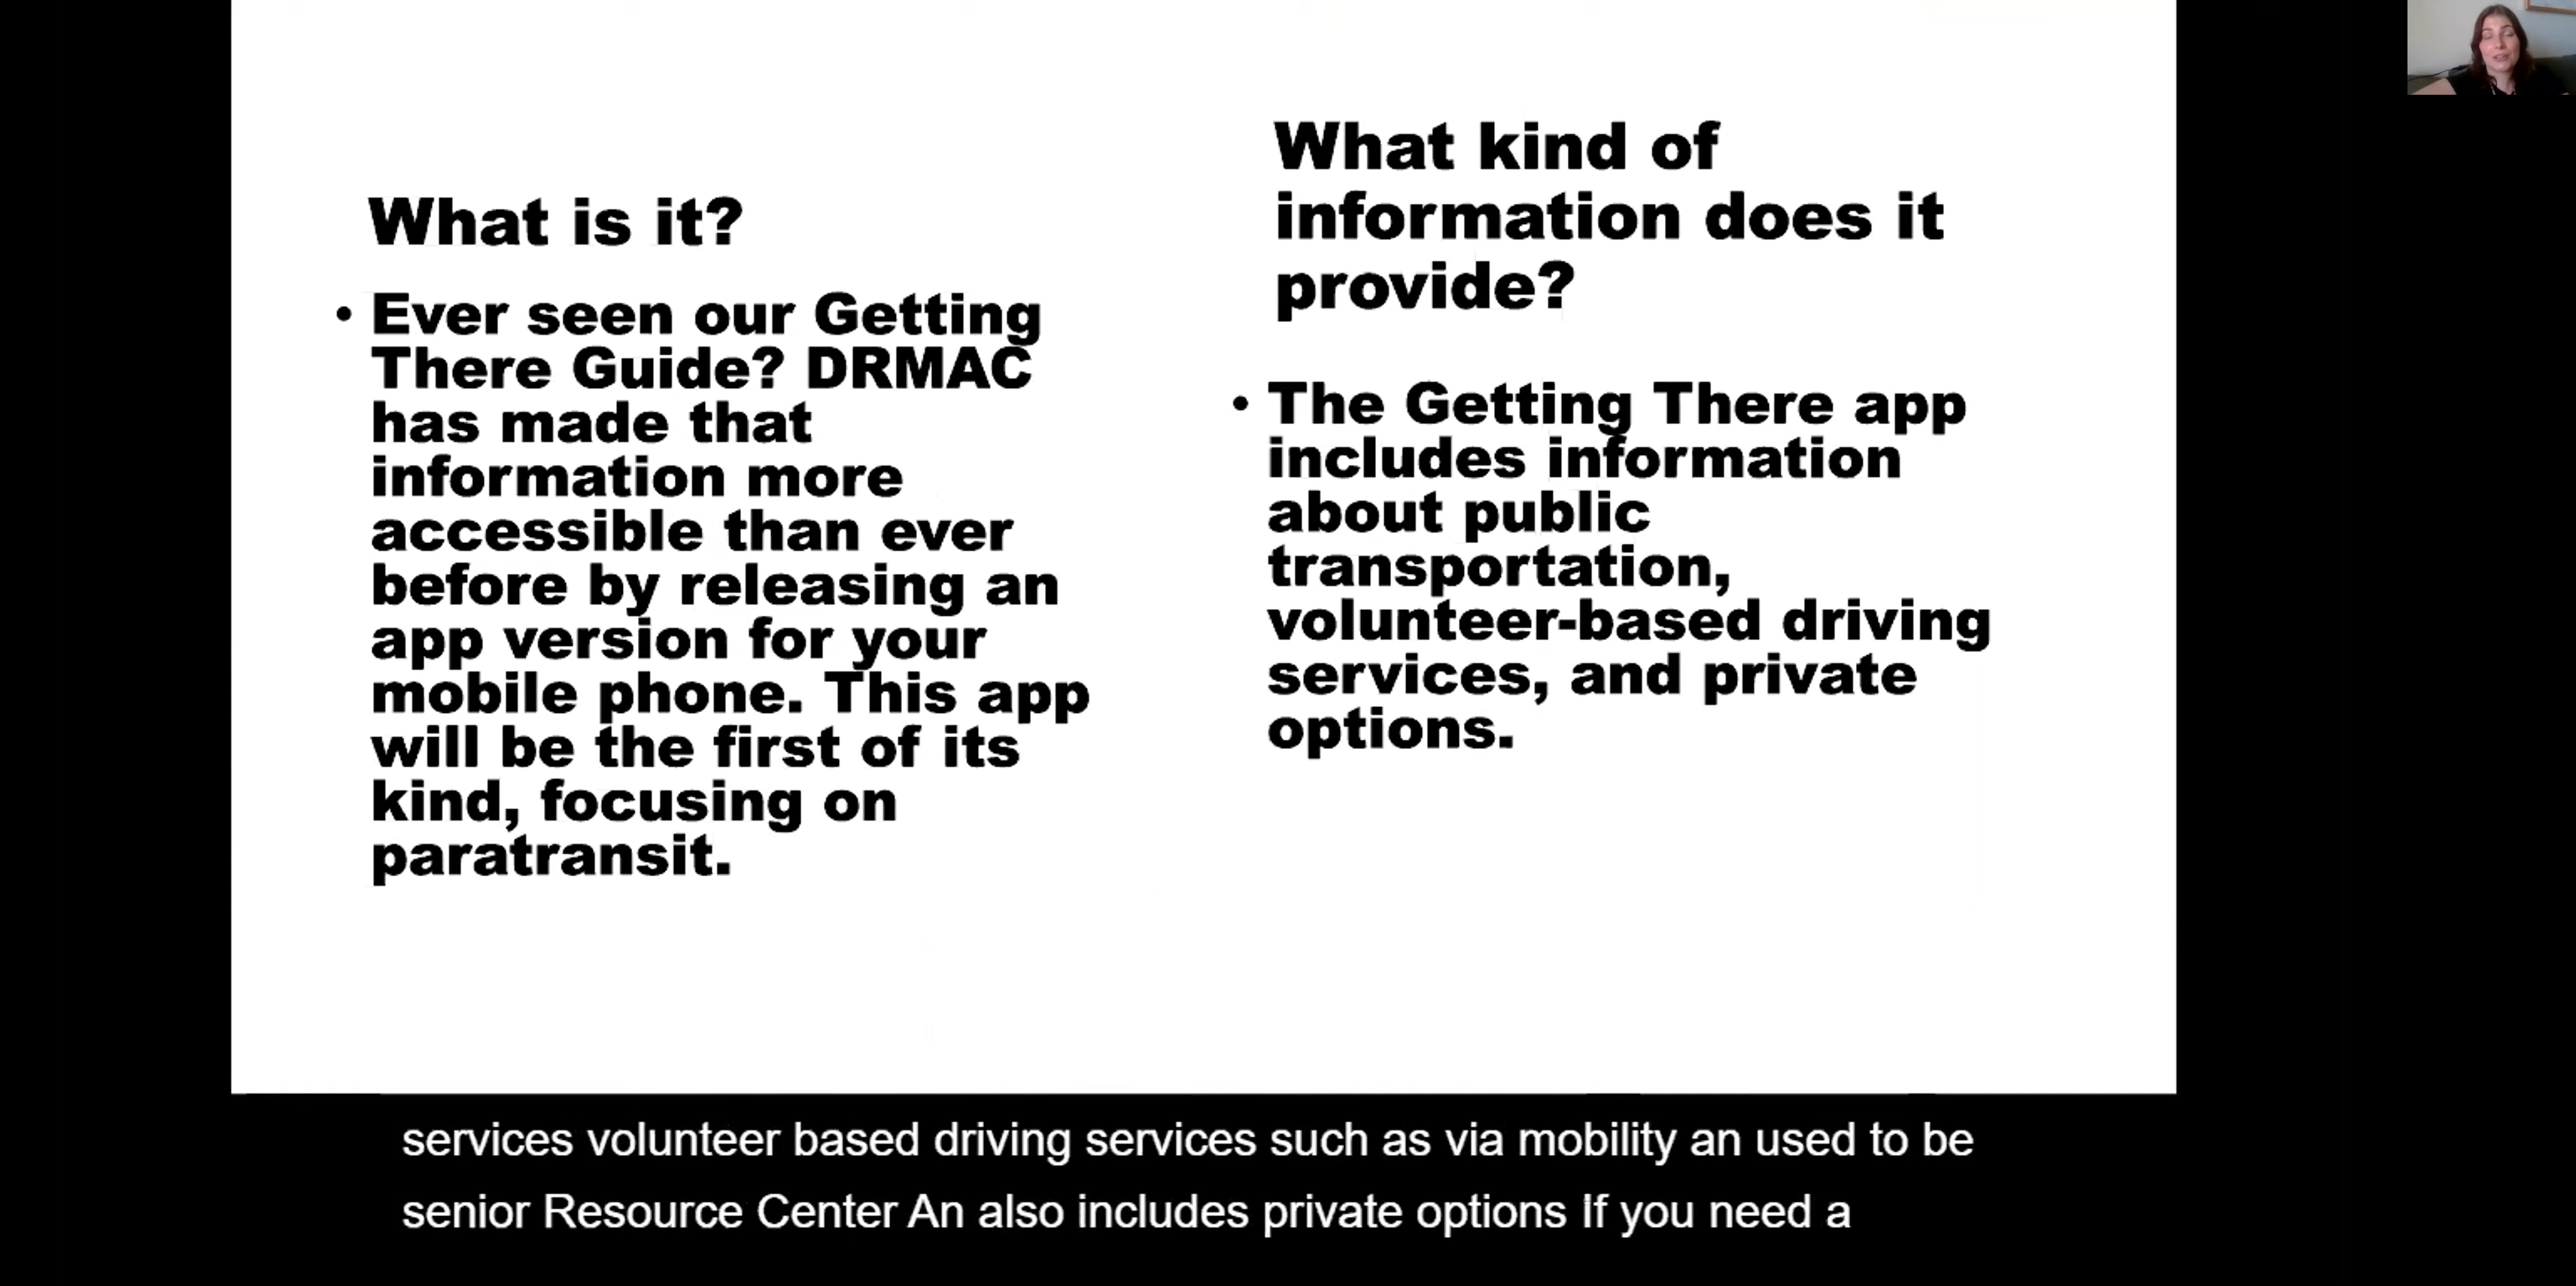 What is it?
• Ever seen our Getting
There Guide? DRMAC
has made that
information more
accessible than ever
before by releasing an
app version for your
mobile phone. This app
will be the first of its
kind, focusing on
paratransit.
What kind of
information does it
provide?
• The Getting There app
includes information
about public
transportation,
volunteer-based driving
services, and private
options.
services volunteer based driving services such as via mobility an used to be
senior Resource Center An also includes private options If you need a